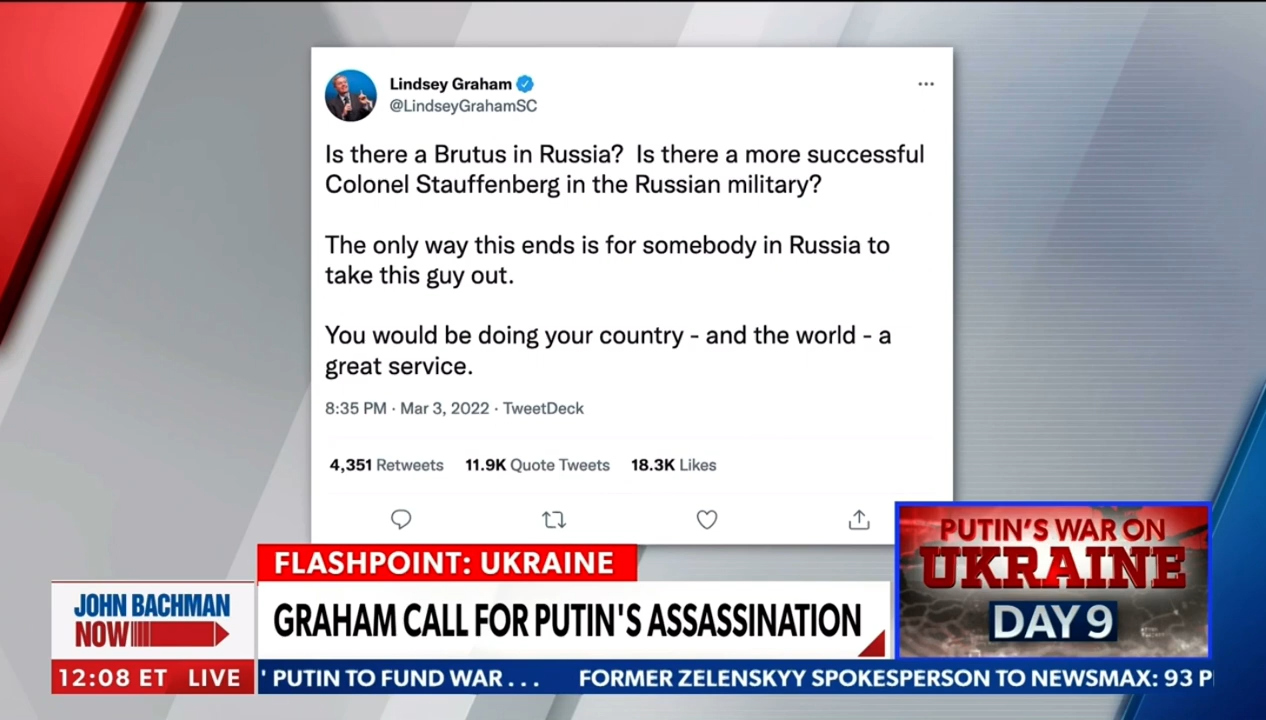 Lindsey Graham
@LindseyGrahamSC
Is there a Brutus in Russia?  Is there a more successful
Colonel Stauffenberg in the Russian military?
The only way this ends is for somebody in Russia to
take this guy out.
You would be doing your country - and the world - a
great service.
8:35 PM · Mar 3, 2022 · TweetDeck
4,351 Retweets 11.9K Quote Tweets 18.3K Likes
PUTIN'S WAR ON
UKRAINE
DAY 9
FLASHPOINT: UKRAINE
JOHN BACHMAN
NOW
GRAHAM CALL FOR PUTIN'S ASSASSINATION
12:08 ET LIVE
' PUTIN TO FUND WAR . . . FORMER ZELENSKYY SPOKESPERSON TO NEWSMAX: 93 P